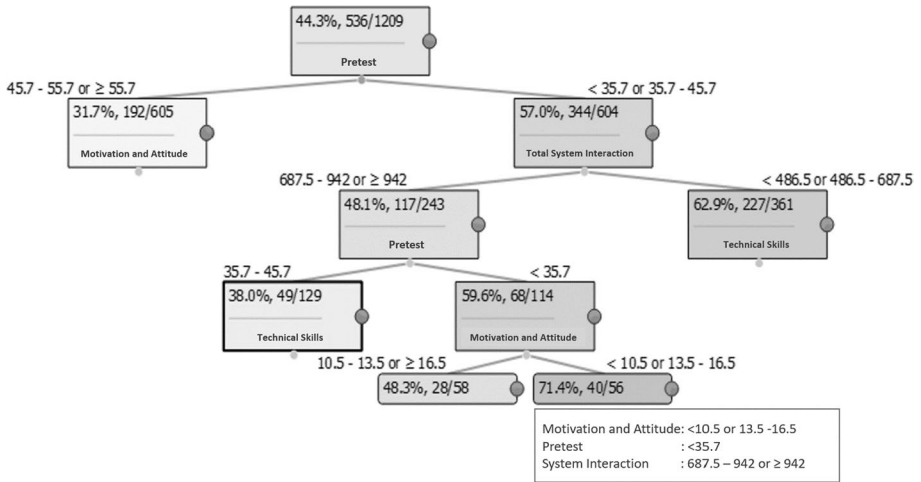 44.3%, 536/1209
Pretest
45.7 - 55.7 or ≥ 55.7
< 35.7 or 35.7 - 45.7
31.7%, 192/605
Motivation and Attitude
57.0%, 344/604
Total System Interaction
687.5 - 942 or ≥ 942
< 486.5 or 486.5 - 687.5
48.1%, 117/243
Pretest
62.9%, 227/361
Technical Skills
35.7 - 45.7
< 35.7
38.0%, 49/129
Technical Skills
59.6%, 68/114
Motivation and Attitude
10.5 - 13.5 or ≥ 16.5
< 10.5 or 13.5 - 16.5
48.3%, 28/58
71.4%, 40/56
Motivation and Attitude: <10.5 or 13.5 -16.5
Pretest : <35.7
System Interaction : 687.5 – 942 or ≥ 942